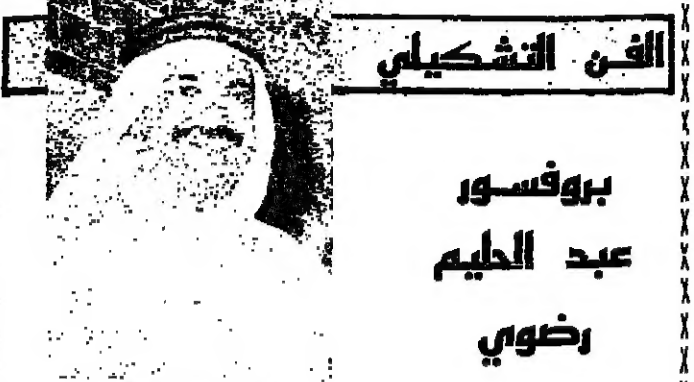 الفن التشكيلي
بروفسور
عبد الحليم
رضوي